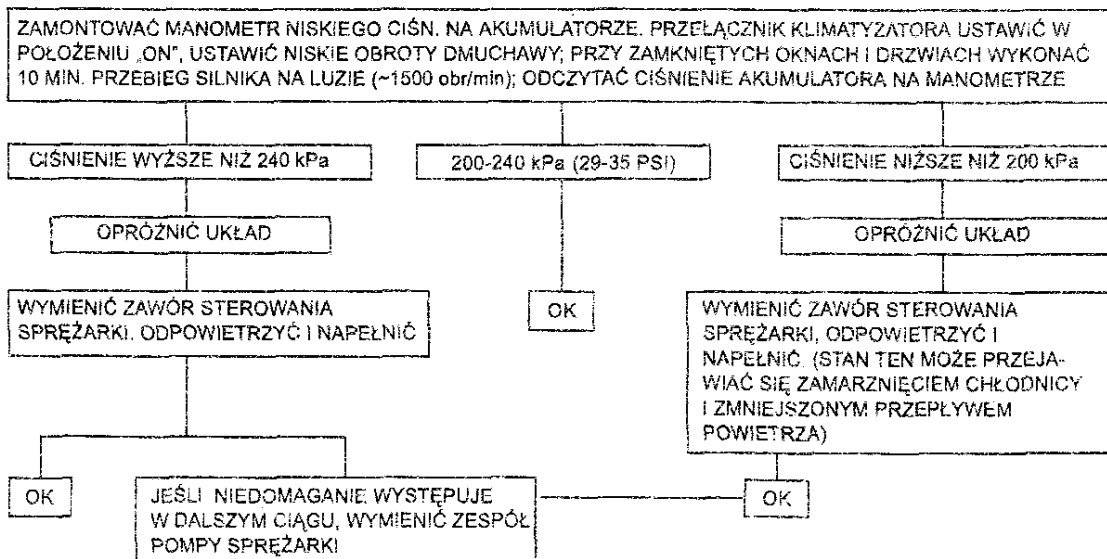 ZAMONTOWAĆ MANOMETR NISKIEGO CIŚN. NA AKUMULATORZE. PRZEŁĄCZNIK KLIMATYZATORA USTAWIĆ W
POŁOŻENIU „ON”, USTAWIĆ NISKIE OBROTY DMUCHAWY; PRZY ZAMKNIĘTYCH OKNACH I DRZWIACH WYKONAĆ
10 MIN. PRZEBIEG SILNIKA NA LUZIE (~1500 obr/min); ODCZYTAĆ CIŚNIENIE AKUMULATORA NA MANOMETRZE
CIŚNIENIE WYŻSZE NIŻ 240 kPa
200-240 kPa (29-35 PSI)
CIŚNIENIE NIŻSZE NIŻ 200 kPa
OPRÓŻNIĆ UKŁAD
OPRÓŻNIĆ UKŁAD
WYMIENIĆ ZAWÓR STEROWANIA
SPRĘŻARKI. ODPOWIETRZYĆ I NAPEŁNIĆ
OK
WYMIENIĆ ZAWÓR STEROWANIA
SPRĘŻARKI, ODPOWIETRZYĆ I
NAPEŁNIĆ. (STAN TEN MOŻE PRZEJA-
WIAĆ SIĘ ZAMARZNIĘCIEM CHŁODNICY
I ZMNIEJSZONYM PRZEPŁYWEM
POWIETRZA)
OK
JEŚLI NIEDOMAGANIE WYSTĘPUJE
W DALSZYM CIĄGU, WYMIENIĆ ZESPÓŁ
POMPY SPRĘŻARKI
OK